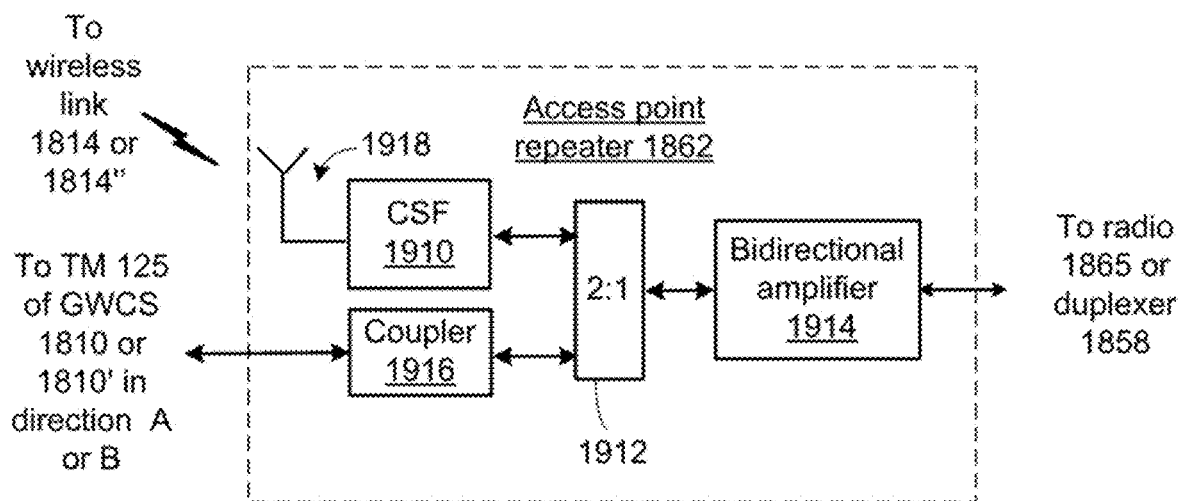 To
wireless
link
1814 or
1814"
Access point
repeater 1862
1918
CSF
1910
To TM 125
of GWCS
1810 or
1810' in
direction A
or B
Coupler
1916
2:1
1912
Bidirectional
amplifier
1914
To radio
1865 or
duplexer
1858